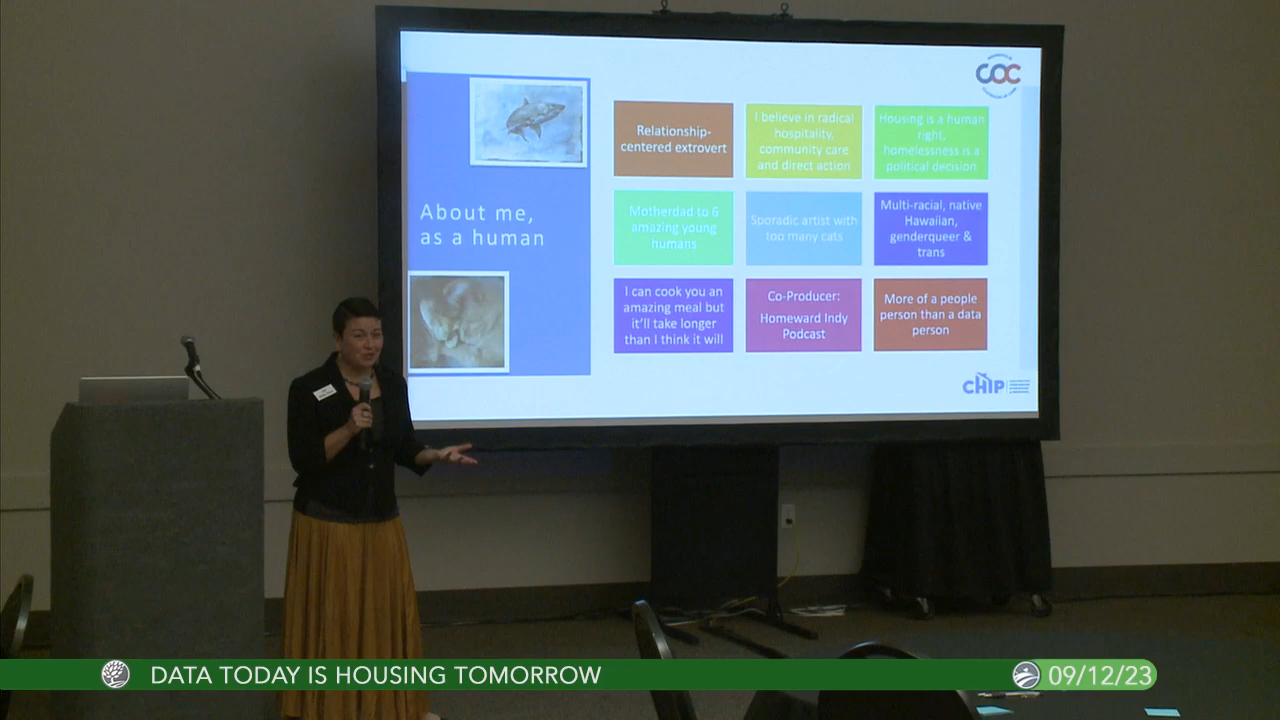 COC
About me,
as a human
Relationship-
centered extrovert
I believe in radical
hospitality,
community care
and direct action
Housing is a human
right,
homelessness is a
political decision
Motherdad to 6
amazing young
humans
Sporadic artist with
too many cats
Multi-racial, native
Hawaiian,
genderqueer &
trans
I can cook you an
amazing meal but
it'll take longer
than I think it will
Co-Producer:
Homeward Indy
Podcast
More of a people
person than a data
person
CHIP
DATA TODAY IS HOUSING TOMORROW
09/12/23